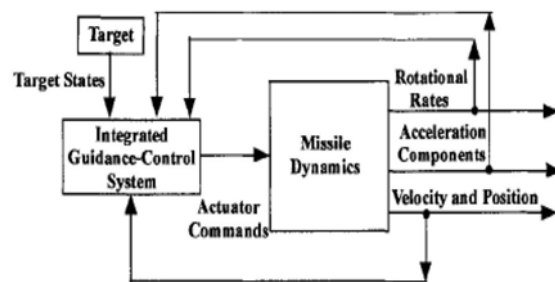 Target
Target States
Integrated
Guidance-Control
System
Actuator
Commands
Missile
Dynamics
Rotational
Rates
Acceleration
Components
Velocity and Position